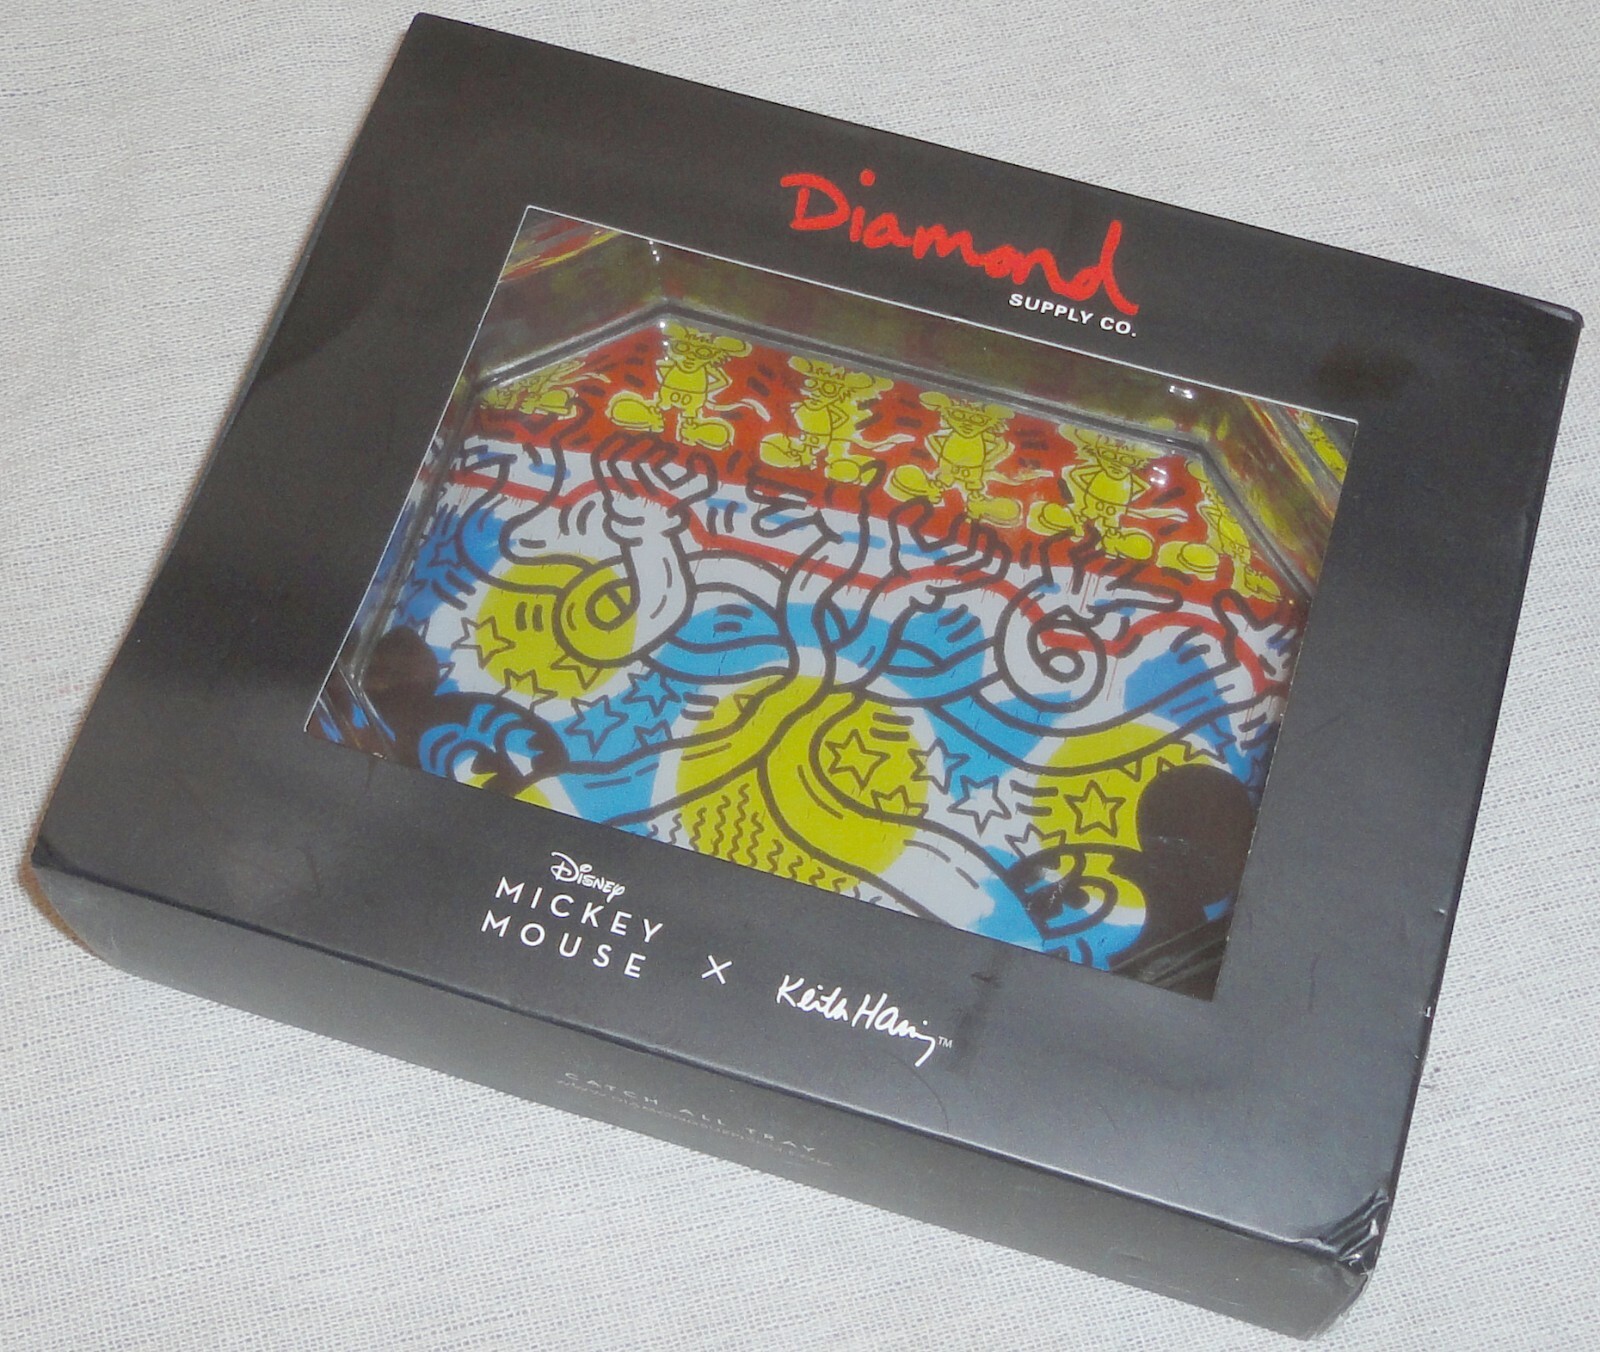 Diamond
SUPPLY CO.
Disney
MICKEY
MOUSE
X
Keith Haring™
CATCH ALL TRAY